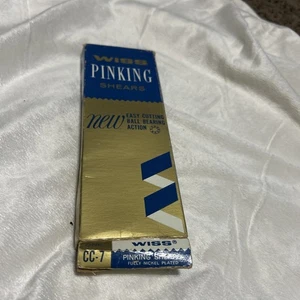 WISS
PINKING
SHEARS
new
EASY-CUTTING
BALL BEARING
ACTION
CC-7
WISS®
PINKING SHEARS
FULLY NICKEL PLATED